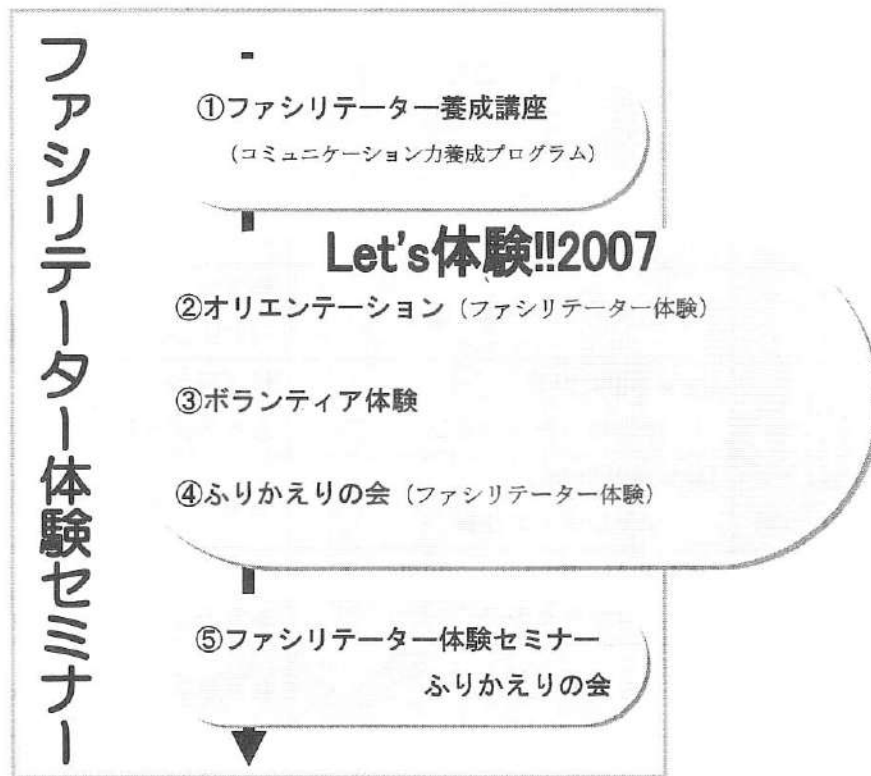 ファシリテーター体験セミナー
①ファシリテーター養成講座
（コミュニケーション力養成プログラム）
Let's体験!!2007
②オリエンテーション（ファシリテーター体験）
③ボランティア体験
④ふりかえりの会（ファシリテーター体験）
⑤ファシリテーター体験セミナー
ふりかえりの会